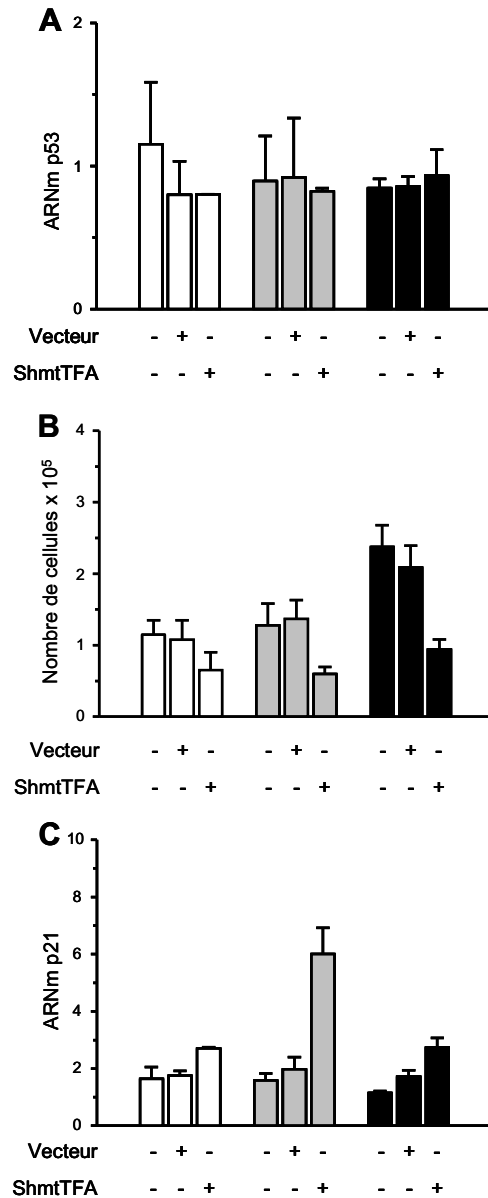 A
2
1
0
ARNm p53
Vecteur - + - - + - - + -
ShmtTFA - - + - - + - - +
B
4
3
2
1
0
Nombre de cellules x 10⁵
Vecteur - + - - + - - + -
ShmtTFA - - + - - + - - +
C
10
8
6
4
2
0
ARNm p21
Vecteur - + - - + - - + -
ShmtTFA - - + - - + - - +